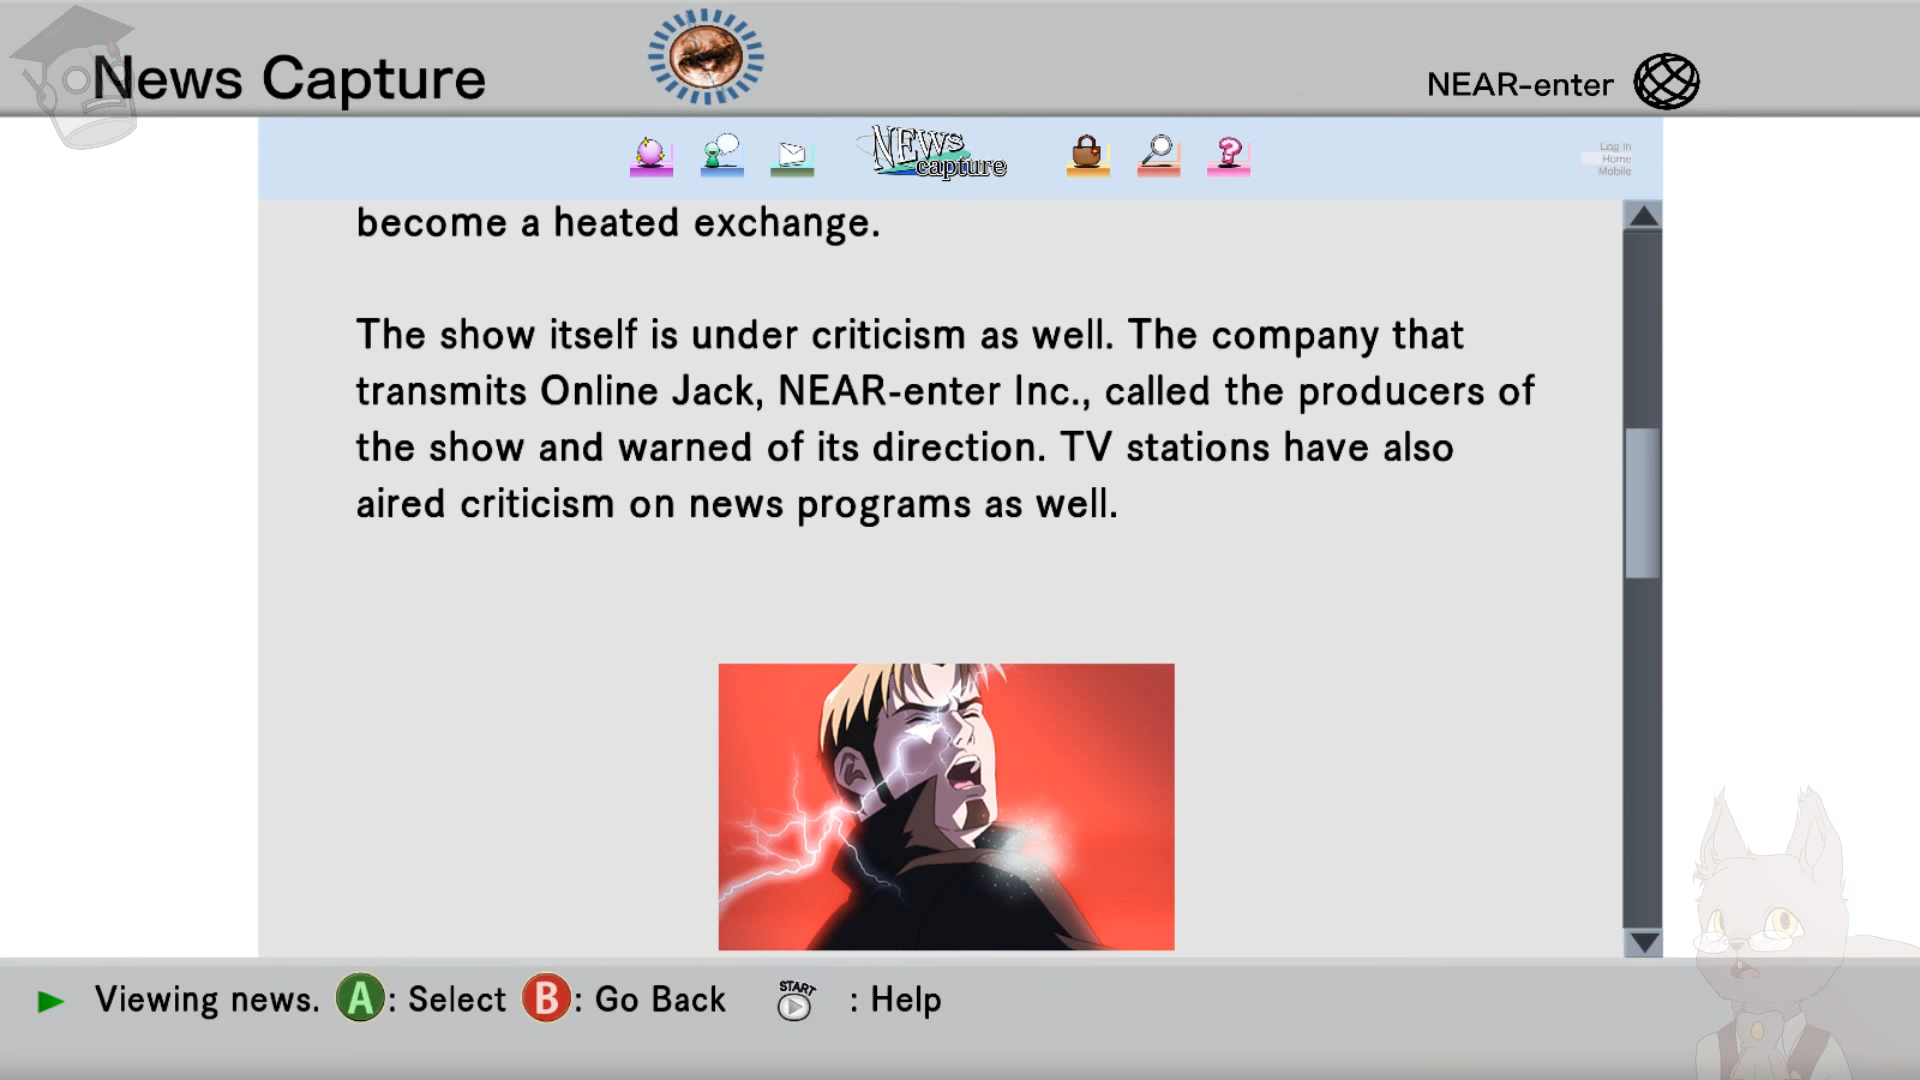 News Capture
NEAR-enter
NEWS
capture
Log In
Home
Mobile
become a heated exchange.
The show itself is under criticism as well. The company that
transmits Online Jack, NEAR-enter Inc., called the producers of
the show and warned of its direction. TV stations have also
aired criticism on news programs as well.
Viewing news. A: Select B: Go Back START : Help